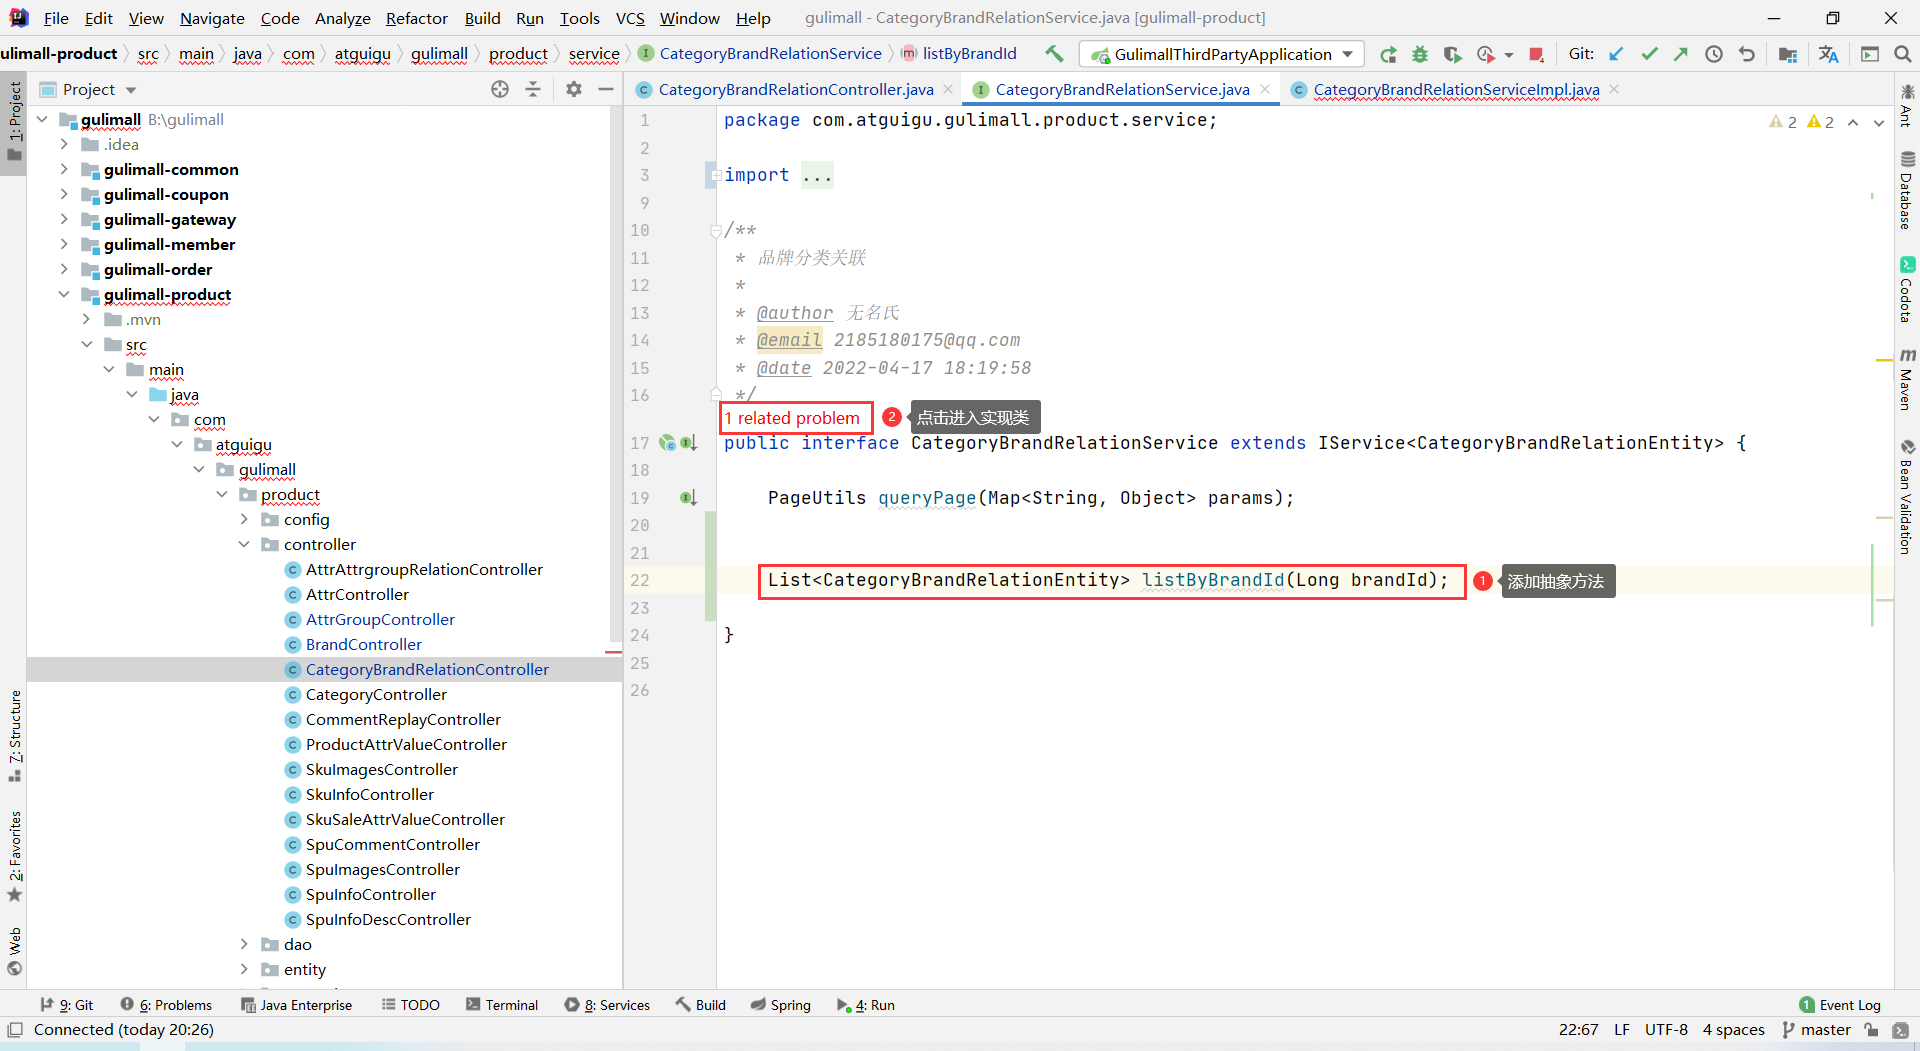 File Edit View Navigate Code Analyze Refactor Build Run Tools VCS Window Help gulimall - CategoryBrandRelationService.java [gulimall-product]
ulimall-product src main java com atguigu gulimall product service CategoryBrandRelationService listByBrandId GulimallThirdPartyApplication Git:
Project
CategoryBrandRelationController.java CategoryBrandRelationService.java CategoryBrandRelationServiceImpl.java
1: Project
7: Structure
2: Favorites
Web
gulimall B:\gulimall
.idea
gulimall-common
gulimall-coupon
gulimall-gateway
gulimall-member
gulimall-order
gulimall-product
.mvn
src
main
java
com
atguigu
gulimall
product
config
controller
AttrAttrgroupRelationController
AttrController
AttrGroupController
BrandController
CategoryBrandRelationController
CategoryController
CommentReplayController
ProductAttrValueController
SkuImagesController
SkuInfoController
SkuSaleAttrValueController
SpuCommentController
SpuImagesController
SpuInfoController
SpuInfoDescController
dao
entity
1 package com.atguigu.gulimall.product.service; 2 2
2
3 import ...
9
10 /**
11 * 品牌分类关联
12 *
13 * @author 无名氏
14 * @email 2185180175@qq.com
15 * @date 2022-04-17 18:19:58
16 */
1 related problem 2 点击进入实现类
17 public interface CategoryBrandRelationService extends IService<CategoryBrandRelationEntity> {
18
19 PageUtils queryPage(Map<String, Object> params);
20
21
22 List<CategoryBrandRelationEntity> listByBrandId(Long brandId); 1 添加抽象方法
23
24 }
25
26
Ant
Database
Codota
Maven
Bean Validation
9: Git 6: Problems Java Enterprise TODO Terminal 8: Services Build Spring 4: Run 1 Event Log
Connected (today 20:26) 22:67 LF UTF-8 4 spaces master